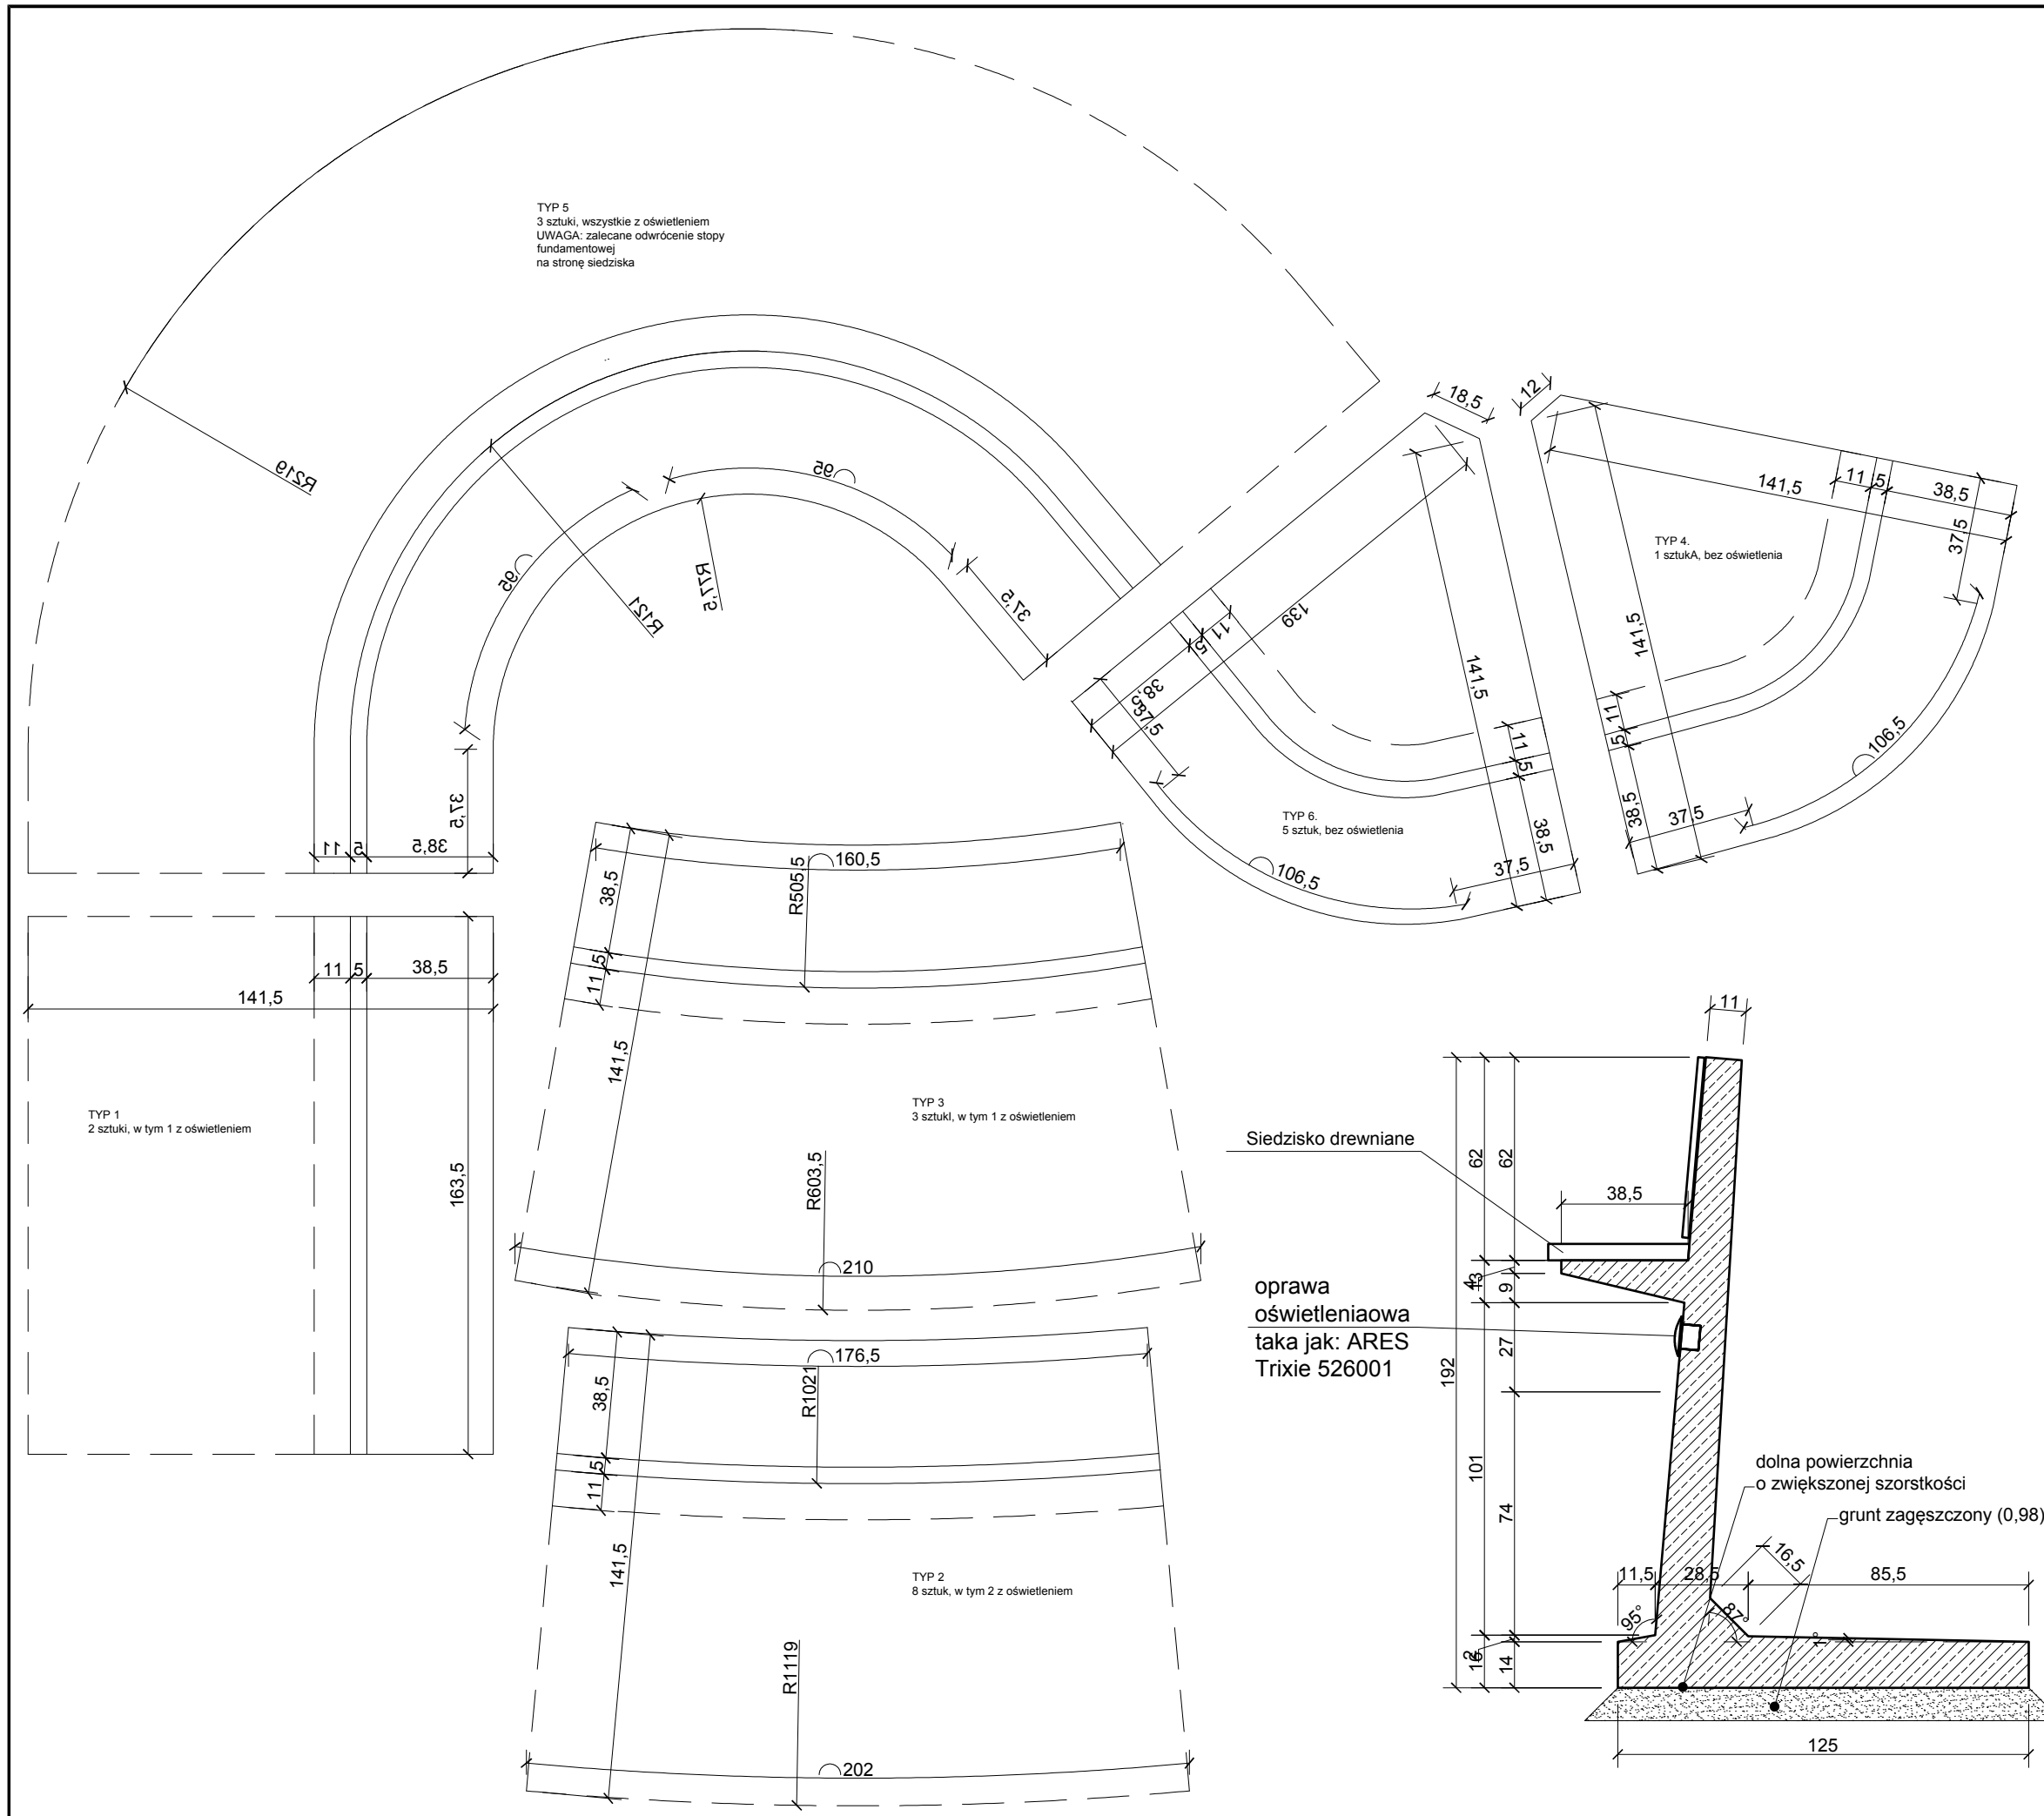 TYP 5
3 sztuki, wszystkie z oświetleniem
UWAGA: zalecane odwrócenie stopy
fundamentowej
na stronę siedziska
R219
R121
R77,5
95
95
37,5
37,5
11
5
38,5
18,5
139
141,5
11
5
38,5
37,5
11
5
38,5
37,5
106,5
TYP 6.
5 sztuk, bez oświetlenia
12
141,5
11
5
38,5
37,5
TYP 4.
1 sztukA, bez oświetlenia
141,5
11
5
38,5
37,5
106,5
11
5
38,5
141,5
163,5
TYP 1
2 sztuki, w tym 1 z oświetleniem
160,5
R505,5
38,5
5
11
141,5
TYP 3
3 sztukI, w tym 1 z oświetleniem
R603,5
210
176,5
R1021
38,5
5
11
141,5
TYP 2
8 sztuk, w tym 2 z oświetleniem
R1119
202
11
Siedzisko drewniane
62
62
38,5
4
13
9
oprawa
oświetleniaowa
taka jak: ARES
Trixie 526001
27
192
101
74
dolna powierzchnia
o zwiększonej szorstkości
grunt zagęszczony (0,98)
16,5
11,5
28,5
85,5
95°
87°
1°
2
16
14
125